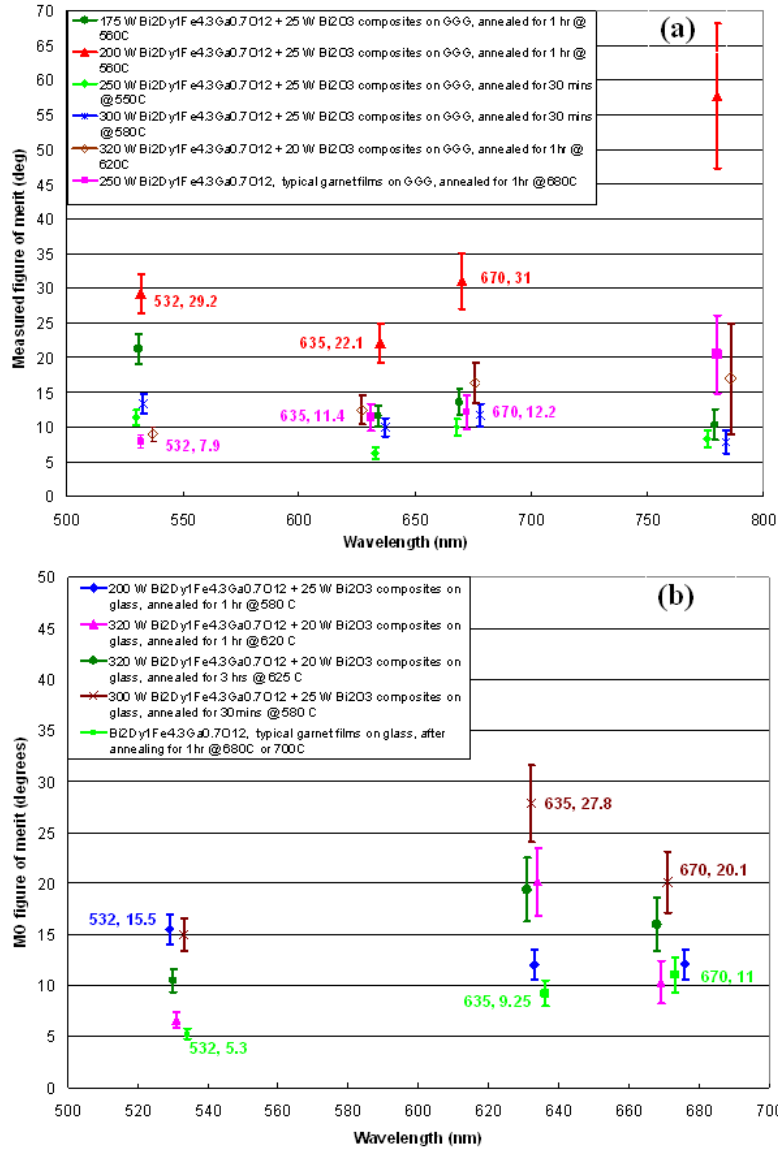 70
(a)
175 W Bi2Dy1Fe4.3Ga0.7O12 + 25 W Bi2O3 composites on GGG, annealed for 1 hr @
560C
65
200 W Bi2Dy1Fe4.3Ga0.7O12 + 25 W Bi2O3 composites on GGG, annealed for 1 hr @
560C
60
250 W Bi2Dy1Fe4.3Ga0.7O12 + 25 W Bi2O3 composites on GGG, annealed for 30 mins
@550C
55
300 W Bi2Dy1Fe4.3Ga0.7O12 + 25 W Bi2O3 composites on GGG, annealed for 30 mins
@580C
50
320 W Bi2Dy1Fe4.3Ga0.7O12 + 20 W Bi2O3 composites on GGG, annealed for 1hr @
620C
45
250 W Bi2Dy1Fe4.3Ga0.7O12, typical garnet films on GGG, annealed for 1hr @680C
40
35
30
25
20
15
10
5
0
Measured figure of merit (deg)
532, 29.2
635, 22.1
670, 31
635, 11.4
670, 12.2
532, 7.9
500 550 600 650 700 750 800
Wavelength (nm)
50
(b)
200 W Bi2Dy1Fe4.3Ga0.7O12 + 25 W Bi2O3 composites on
glass, annealed for 1 hr @580 C
45
320 W Bi2Dy1Fe4.3Ga0.7O12 + 20 W Bi2O3 composites on
glass, annealed for 1 hr @620 C
40
320 W Bi2Dy1Fe4.3Ga0.7O12 + 20 W Bi2O3 composites on
glass, annealed for 3 hrs @ 625 C
300 W Bi2Dy1Fe4.3Ga0.7O12 + 25 W Bi2O3 composites on
glass, annealed for 30mins @580 C
35
Bi2Dy1Fe4.3Ga0.7O12, typical garnet films on glass, after
annealing for 1hr @680C or 700C
30
25
20
15
10
5
0
MO figure of merit (degrees)
635, 27.8
670, 20.1
532, 15.5
635, 9.25
670, 11
532, 5.3
500 520 540 560 580 600 620 640 660 680 700
Wavelength (nm)